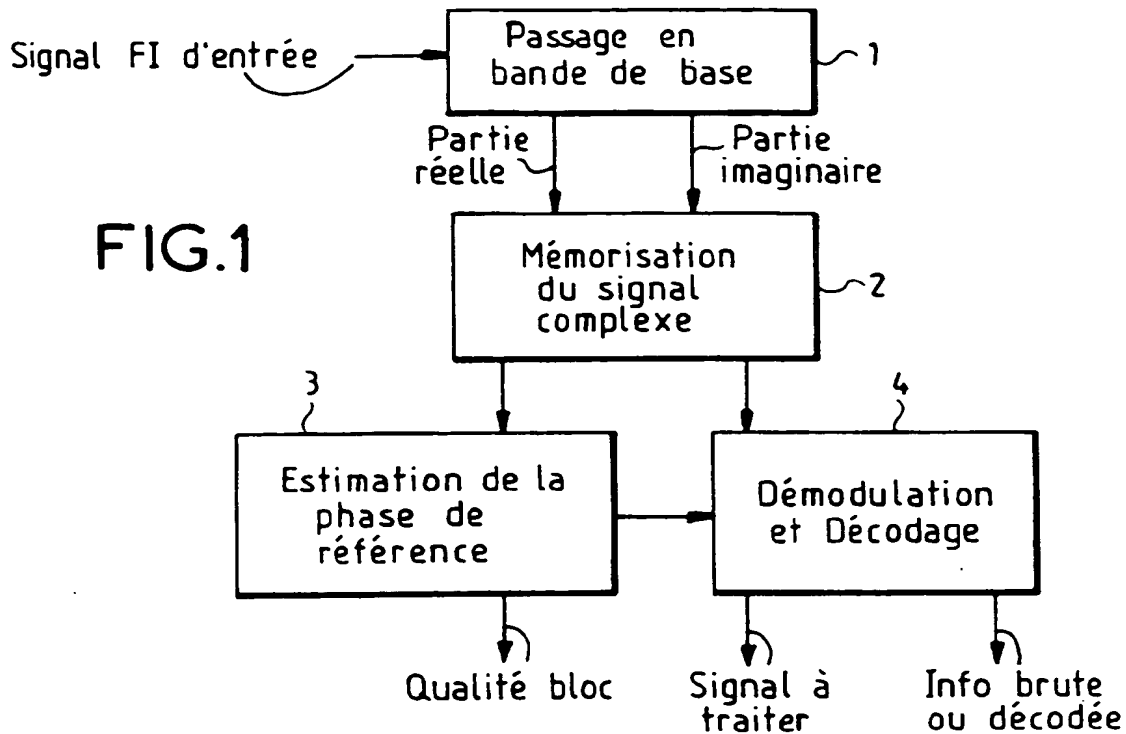 Signal FI d'entrée
Passage en
bande de base
1
Partie
réelle
Partie
imaginaire
FIG.1
Mémorisation
du signal
complexe
2
3
4
Estimation de la
phase de
référence
Démodulation
et Décodage
Qualité bloc
Signal à
traiter
Info brute
ou décodée